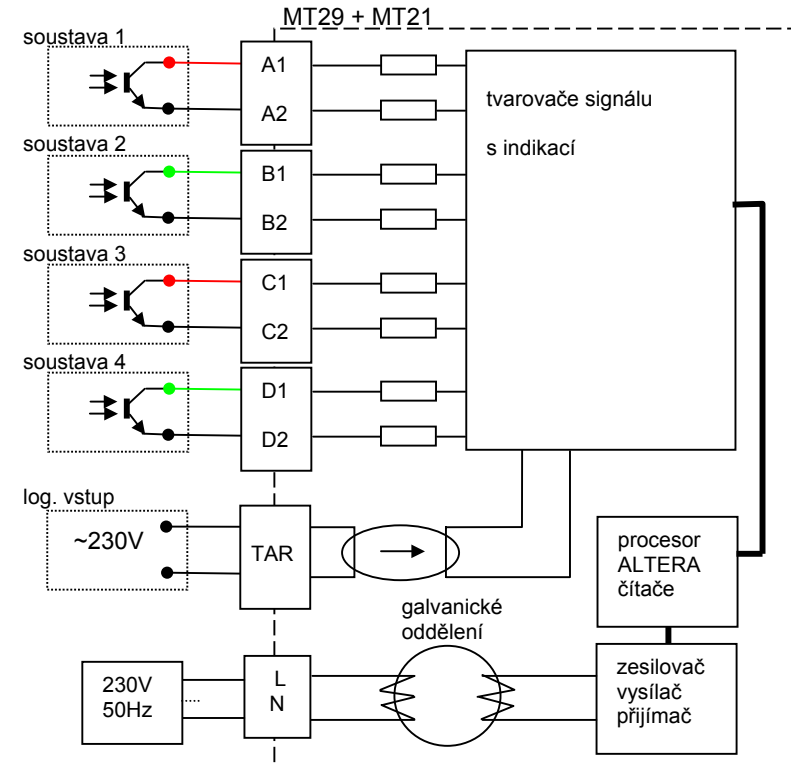 MT29 + MT21
soustava 1
A1
A2
tvarovače signálu
s indikací
soustava 2
B1
B2
soustava 3
C1
C2
soustava 4
D1
D2
log. vstup
~230V
TAR
procesor
ALTERA
čítače
galvanické
oddělení
230V
50Hz
L
N
zesilovač
vysílač
přijímač